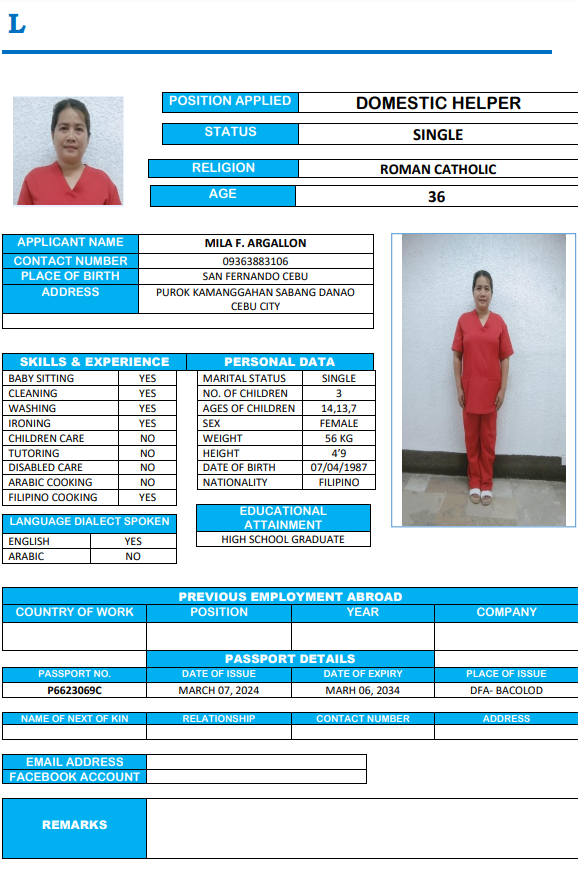 L
POSITION APPLIED DOMESTIC HELPER
STATUS SINGLE
RELIGION ROMAN CATHOLIC
AGE 36
APPLICANT NAME MILA F. ARGALLON
CONTACT NUMBER 09363883106
PLACE OF BIRTH SAN FERNANDO CEBU
ADDRESS PUROK KAMANGGAHAN SABANG DANAO
CEBU CITY
SKILLS & EXPERIENCE PERSONAL DATA
BABY SITTING YES MARITAL STATUS SINGLE
CLEANING YES NO. OF CHILDREN 3
WASHING YES AGES OF CHILDREN 14,13,7
IRONING YES SEX FEMALE
CHILDREN CARE NO WEIGHT 56 KG
TUTORING NO HEIGHT 4’9
DISABLED CARE NO DATE OF BIRTH 07/04/1987
ARABIC COOKING NO NATIONALITY FILIPINO
FILIPINO COOKING YES
LANGUAGE DIALECT SPOKEN
ENGLISH YES
ARABIC NO
EDUCATIONAL
ATTAINMENT
HIGH SCHOOL GRADUATE
PREVIOUS EMPLOYMENT ABROAD
COUNTRY OF WORK POSITION YEAR COMPANY
PASSPORT DETAILS
PASSPORT NO. DATE OF ISSUE DATE OF EXPIRY PLACE OF ISSUE
P6623069C MARCH 07, 2024 MARH 06, 2034 DFA- BACOLOD
NAME OF NEXT OF KIN RELATIONSHIP CONTACT NUMBER ADDRESS
EMAIL ADDRESS
FACEBOOK ACCOUNT
REMARKS